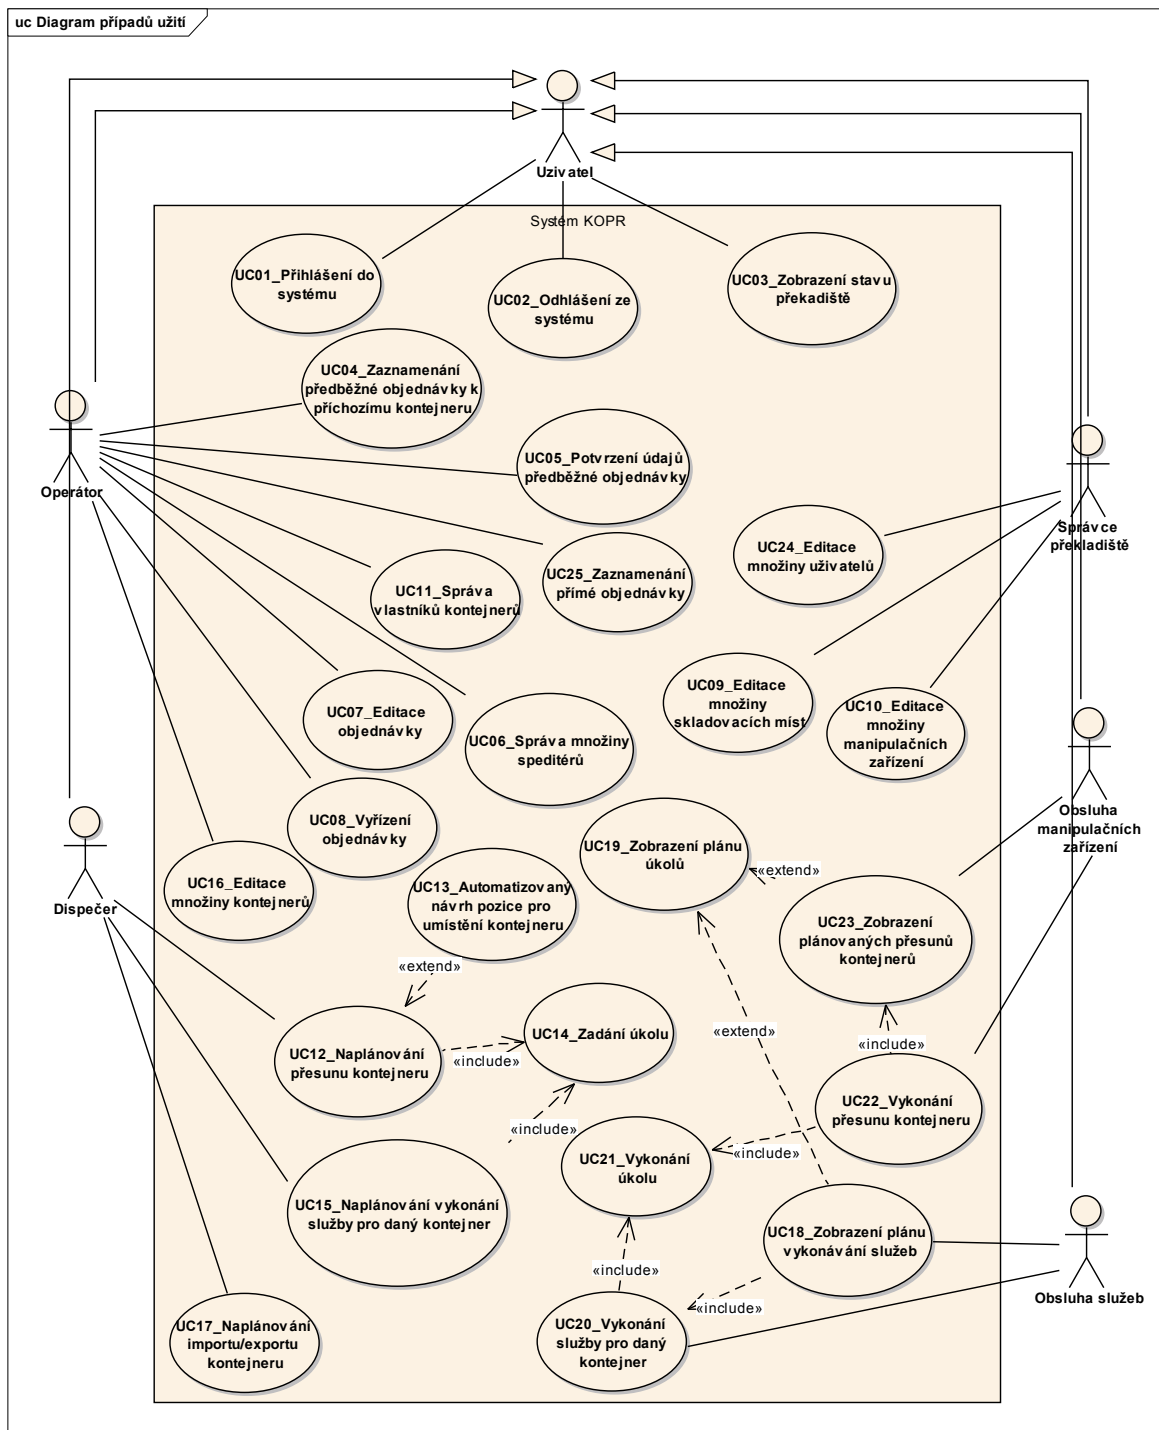 uc Diagram případů užití
Uzivatel
Systém KOPR
UC01_Přihlášení do
systému
UC02_Odhlášení ze
systému
UC03_Zobrazení stavu
překadiště
UC04_Zaznamenání
předběžné objednávky k
příchozímu kontejneru
UC05_Potvrzení údajů
předběžné objednávky
Operátor
Správce
překladiště
UC24_Editace
množiny uživatelů
UC25_Zaznamenání
přímé objednávky
UC11_Správa
vlastníků kontejnerů
UC09_Editace
množiny
skladovacích míst
UC10_Editace
množiny
manipulačních
zařízení
UC07_Editace
objednávky
UC06_Správa množiny
speditérů
UC08_Vyřízení
objednávky
Obsluha
manipulačních
zařízení
UC19_Zobrazení plánu
úkolů
«extend»
UC16_Editace
množiny kontejnerů
UC13_Automatizovaný
návrh pozice pro
umístění kontejneru
Dispečer
UC23_Zobrazení
plánovaných přesunů
kontejnerů
«extend»
UC14_Zadání úkolu
«extend»
«include»
UC12_Naplánování
přesunu kontejneru
«include»
UC22_Vykonání
přesunu kontejneru
«include»
UC21_Vykonání
úkolu
«include»
UC15_Naplánování vykonání
služby pro daný kontejner
UC18_Zobrazení plánu
vykonávání služeb
«include»
«include»
Obsluha služeb
UC17_Naplánování
importu/exportu
kontejneru
UC20_Vykonání
služby pro daný
kontejner